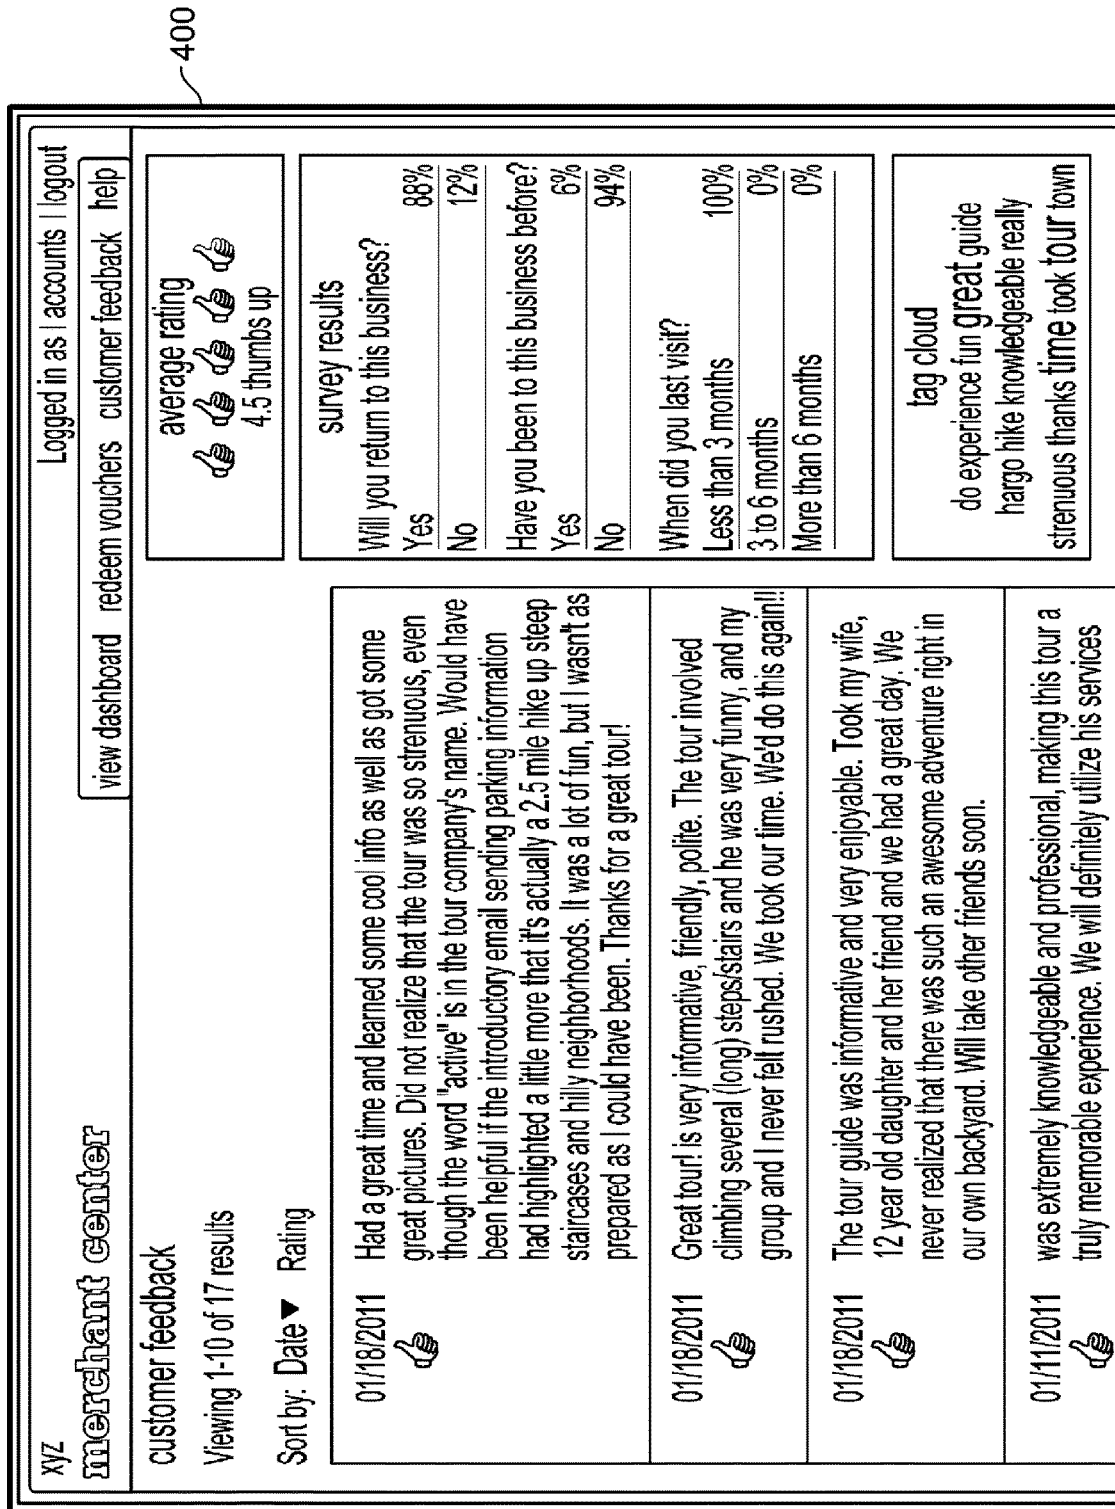 400
xyz
Logged in as | accounts | logout
merchant center
view dashboard redeem vouchers customer feedback help
customer feedback
Viewing 1-10 of 17 results
Sort by: Date▼ Rating
01/18/2011
Had a great time and learned some cool info as well as got some
great pictures. Did not realize that the tour was so strenuous, even
though the word "active" is in the tour company's name. Would have
been helpful if the introductory email sending parking information
had highlighted a little more that it's actually a 2.5 mile hike up steep
staircases and hilly neighborhoods. It was a lot of fun, but I wasn't as
prepared as I could have been. Thanks for a great tour!
01/18/2011
Great tour! is very informative, friendly, polite. The tour involved
climbing several (long) steps/stairs and he was very funny, and my
group and I never felt rushed. We took our time. We'd do this again!!
01/18/2011
The tour guide was informative and very enjoyable. Took my wife,
12 year old daughter and her friend and we had a great day. We
never realized that there was such an awesome adventure right in
our own backyard. Will take other friends soon.
01/11/2011
was extremely knowledgeable and professional, making this tour a
truly memorable experience. We will definitely utilize his services
average rating
4.5 thumbs up
survey results
Will you return to this business?
Yes 88%
No 12%
Have you been to this business before?
Yes 6%
No 94%
When did you last visit?
Less than 3 months 100%
3 to 6 months 0%
More than 6 months 0%
tag cloud
do experience fun great guide
hargo hike knowledgeable really
strenuous thanks time took tour town